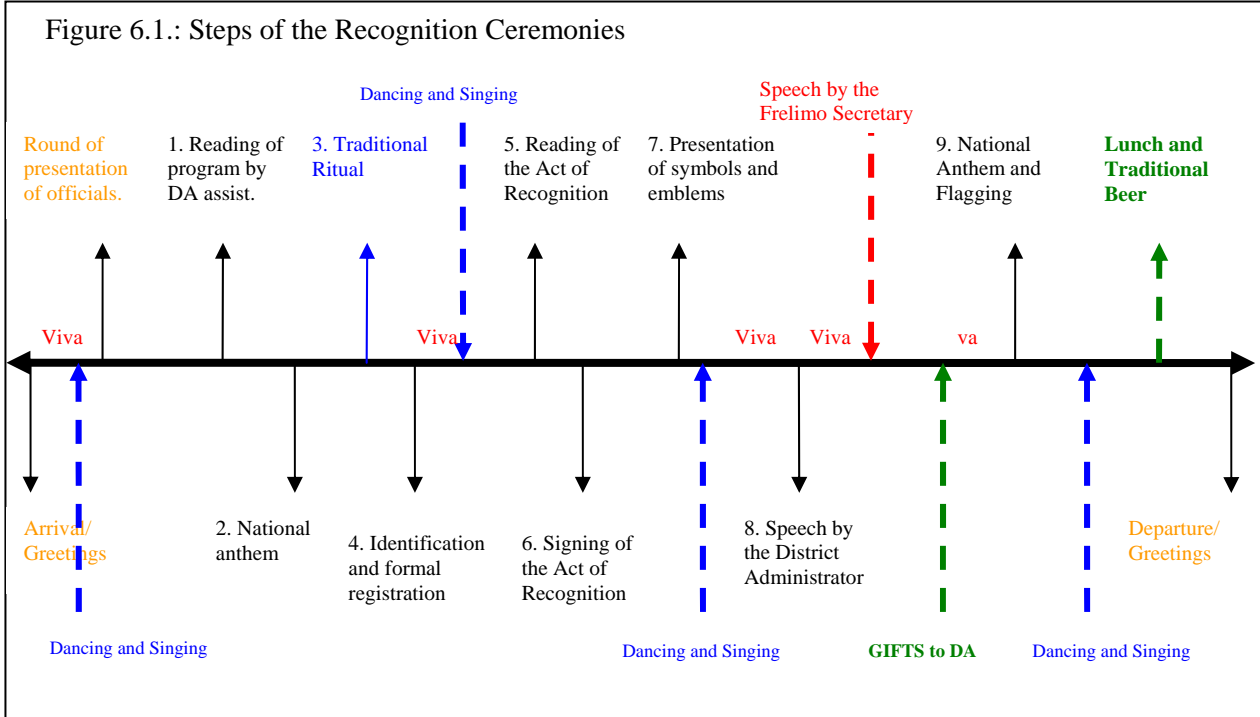 Figure 6.1.: Steps of the Recognition Ceremonies
Dancing and Singing
Speech by the
Frelimo Secretary
Round of
presentation
of officials.
1. Reading of
program by
DA assist.
3. Traditional
Ritual
5. Reading of
the Act of
Recognition
7. Presentation
of symbols and
emblems
9. National
Anthem and
Flagging
Lunch and
Traditional
Beer
Viva
Viva
Viva
Viva
va
Arrival/
Greetings
2. National
anthem
4. Identification
and formal
registration
6. Signing of
the Act of
Recognition
8. Speech by
the District
Administrator
Departure/
Greetings
Dancing and Singing
Dancing and Singing
GIFTS to DA
Dancing and Singing